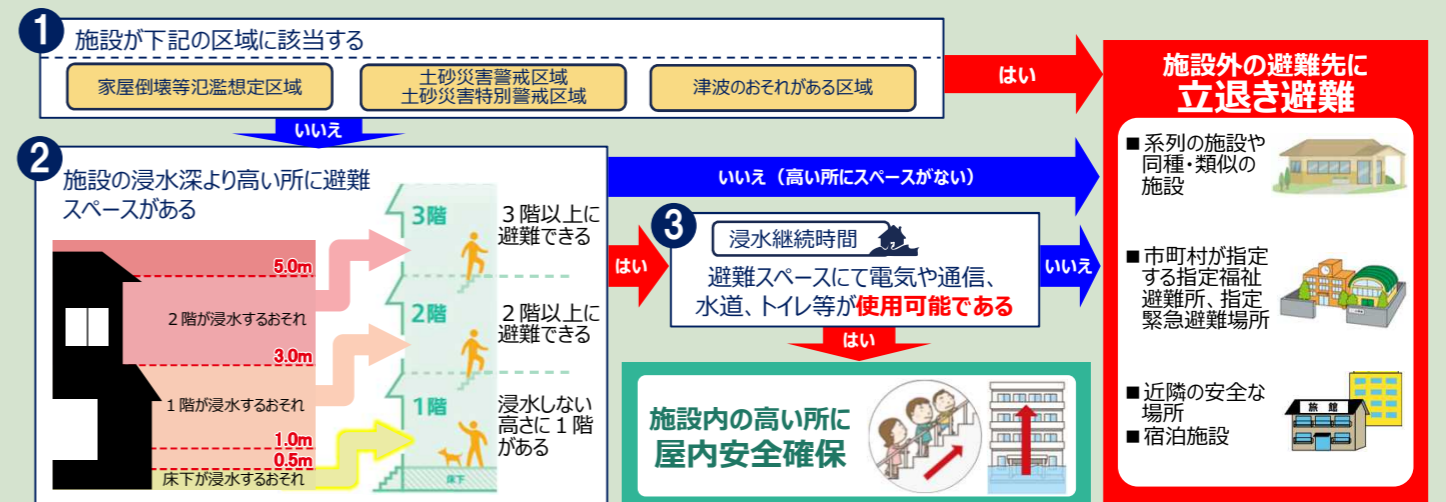 1
施設が下記の区域に該当する
家屋倒壊等氾濫想定区域
土砂災害警戒区域
土砂災害特別警戒区域
津波のおそれがある区域
はい
いいえ
2
施設の浸水深より高い所に避難
スペースがある
5.0m
2階が浸水するおそれ
3.0m
1階が浸水するおそれ
1.0m
0.5m
床下が浸水するおそれ
3階
3階以上に
避難できる
2階
2階以上に
避難できる
1階
浸水しない
高さに1階
がある
床下
いいえ（高い所にスペースがない）
はい
3
浸水継続時間
避難スペースにて電気や通信、
水道、トイレ等が使用可能である
いいえ
はい
施設内の高い所に
屋内安全確保
施設外の避難先に
立退き避難
■系列の施設や
同種・類似の
施設
■市町村が指定
する指定福祉
避難所、指定
緊急避難場所
■近隣の安全な
場所
■宿泊施設
旅館